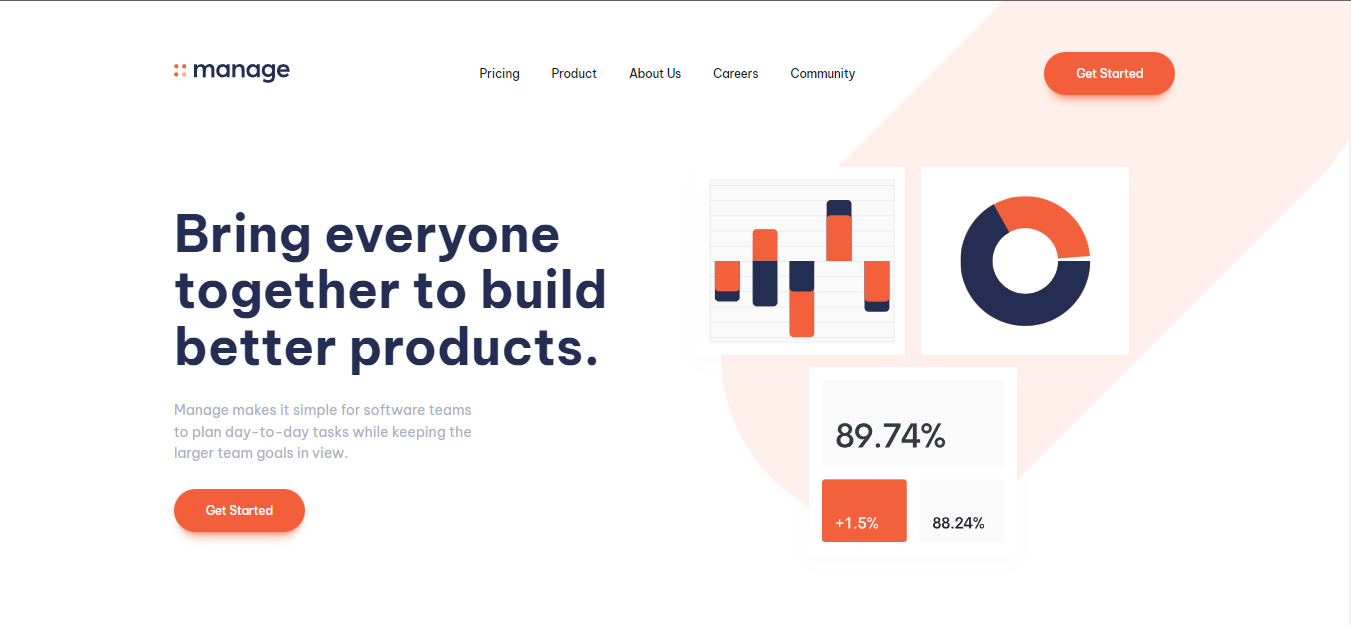 manage
Pricing
Product
About Us
Careers
Community
Get Started
Bring everyone
together to build
better products.
Manage makes it simple for software teams
to plan day-to-day tasks while keeping the
larger team goals in view.
Get Started
89.74%
+1.5%
88.24%